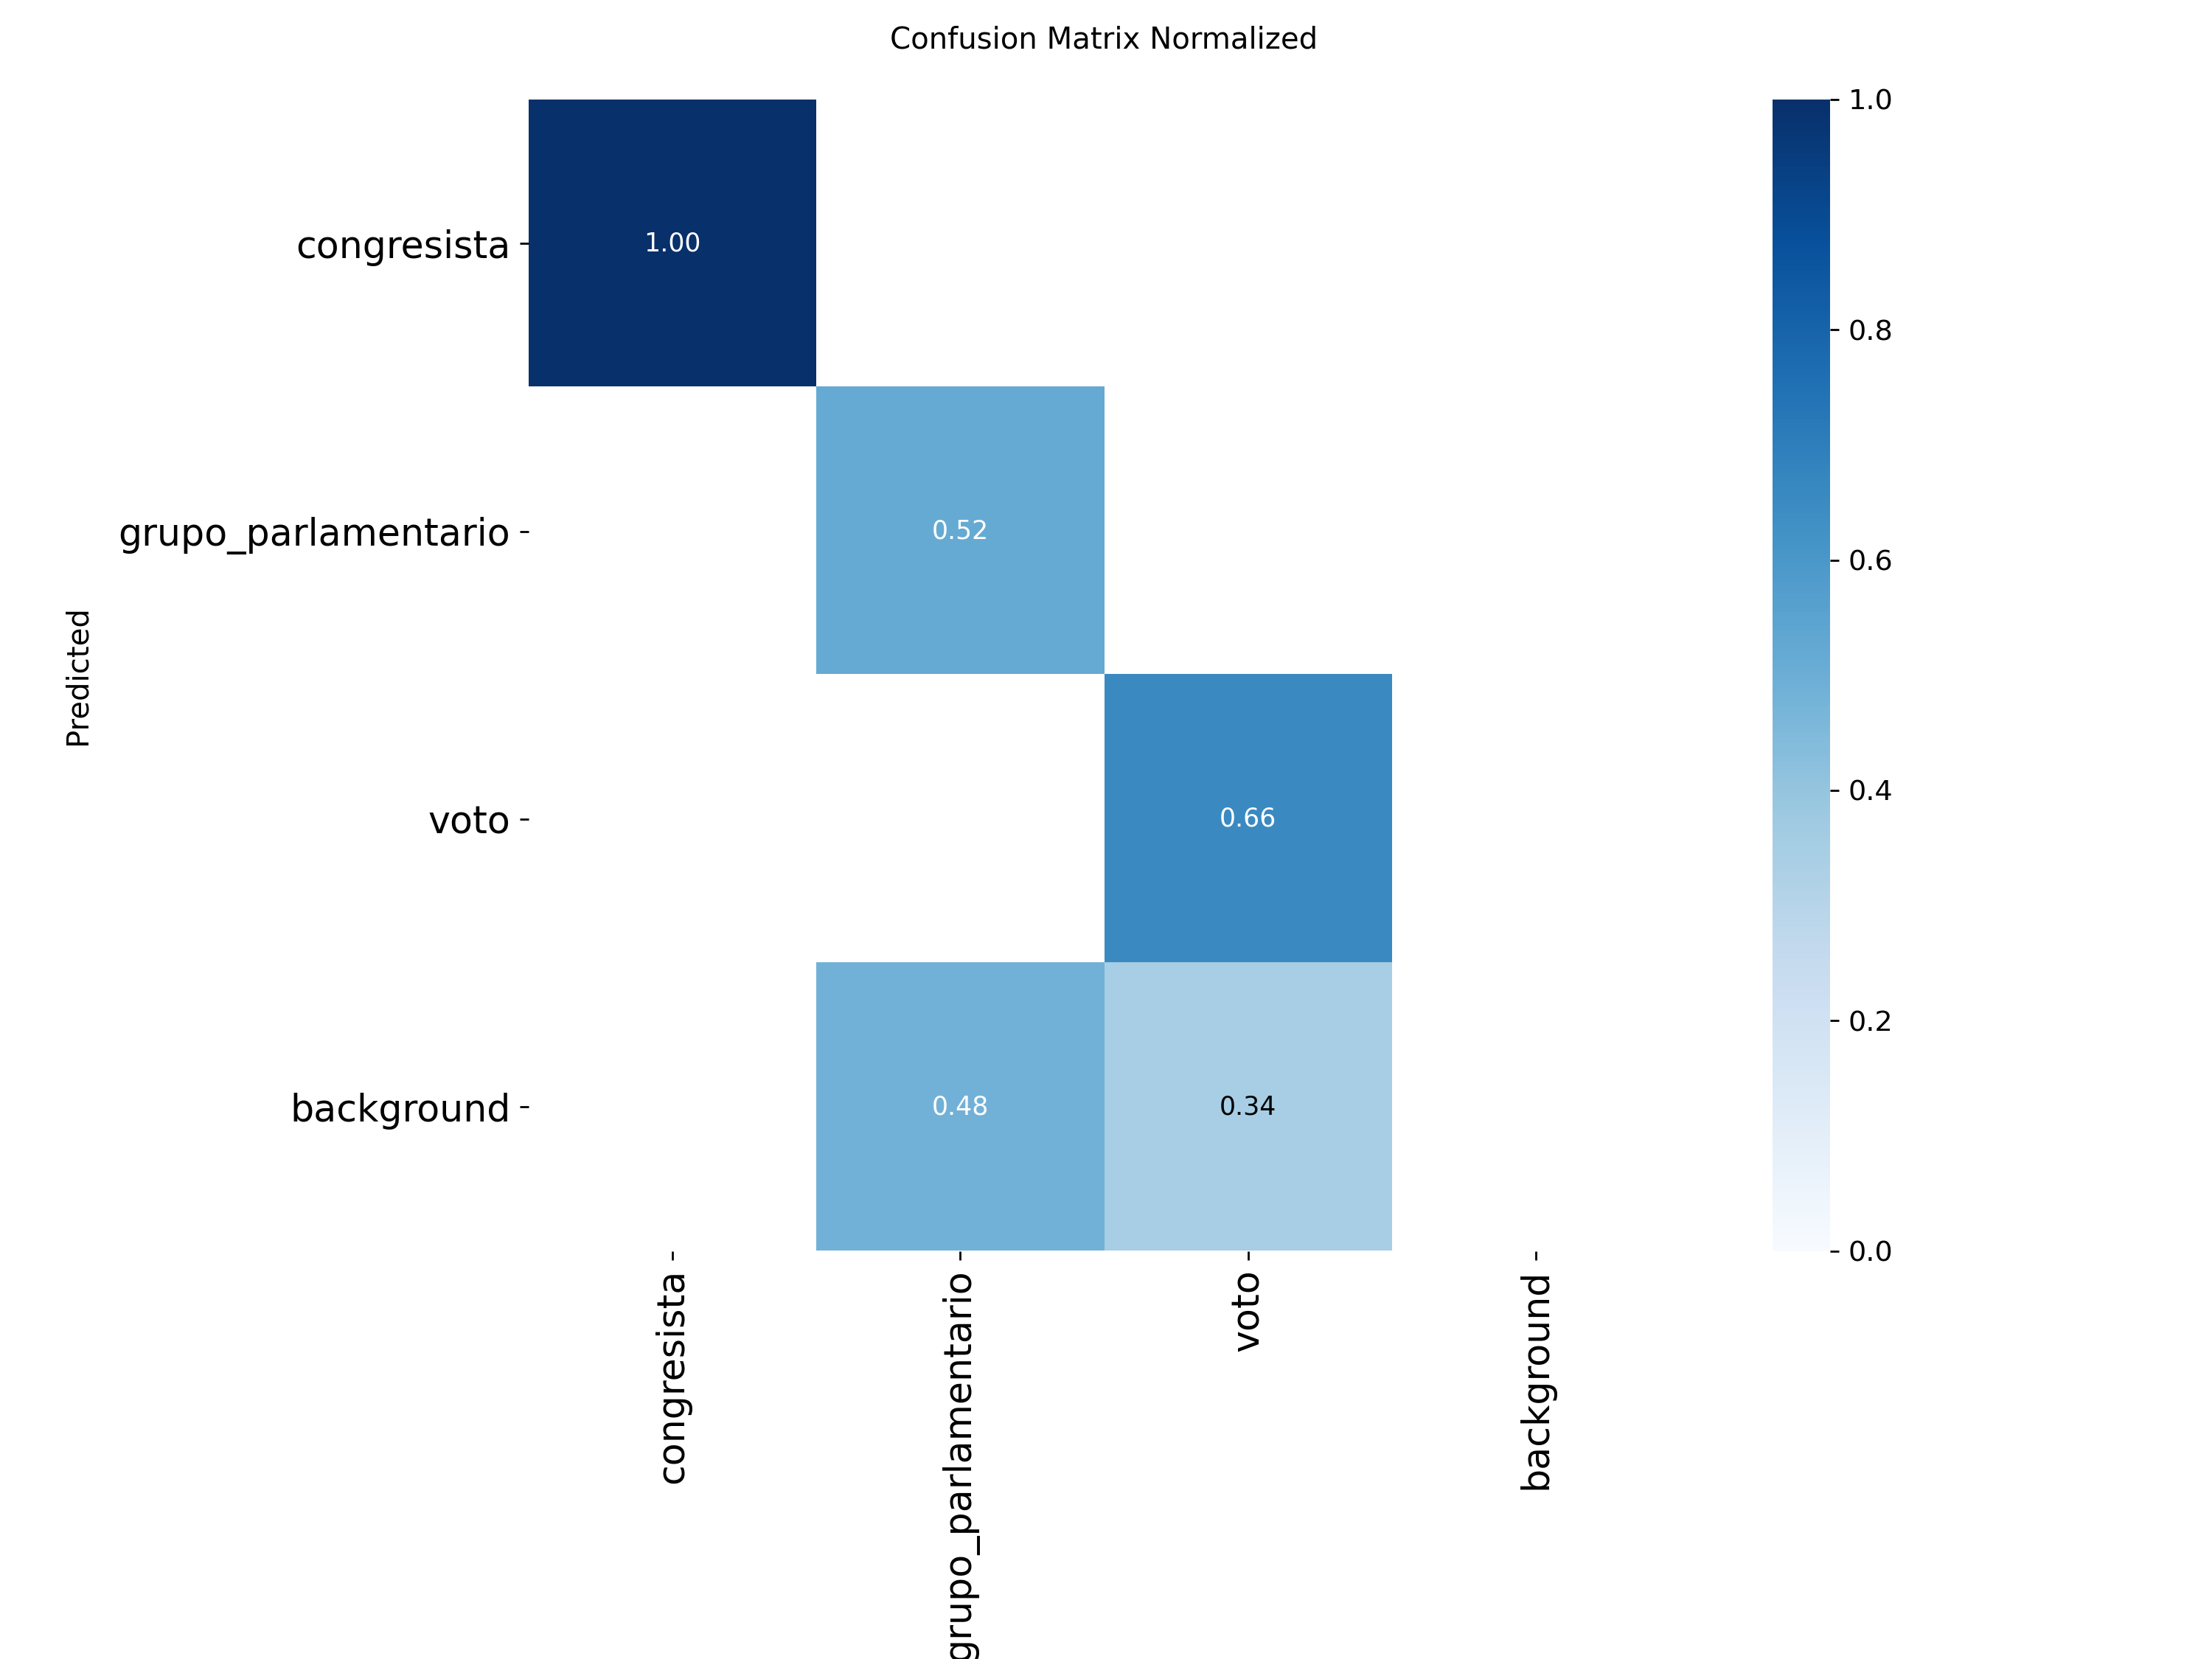 Confusion Matrix Normalized
1.0
congresista
1.00
0.8
grupo_parlamentario
0.52
0.6
Predicted
voto
0.66
0.4
0.2
background
0.48
0.34
0.0
congresista
grupo_parlamentario
voto
background